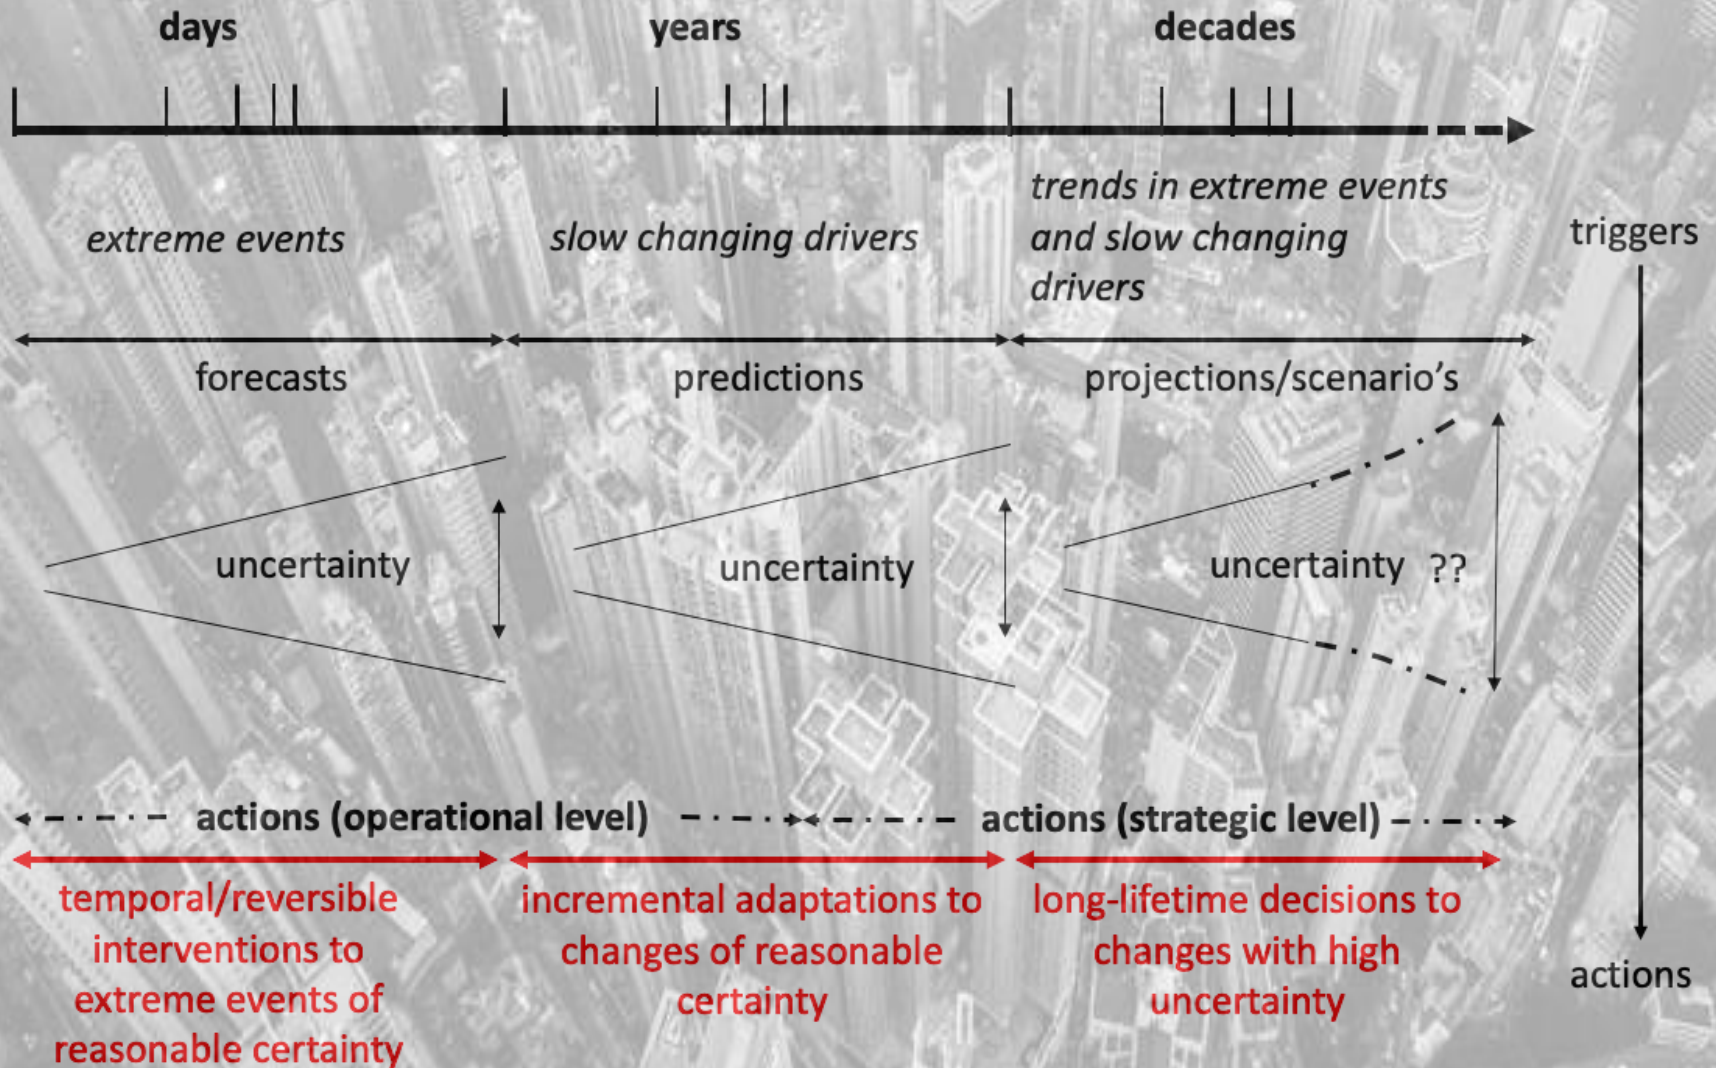 days
years
decades
extreme events
slow changing drivers
trends in extreme events
and slow changing
drivers
triggers
forecasts
predictions
projections/scenario's
uncertainty
uncertainty
uncertainty ??
actions (operational level)
actions (strategic level)
temporal/reversible
interventions to
extreme events of
reasonable certainty
incremental adaptations to
changes of reasonable
certainty
long-lifetime decisions to
changes with high
uncertainty
actions